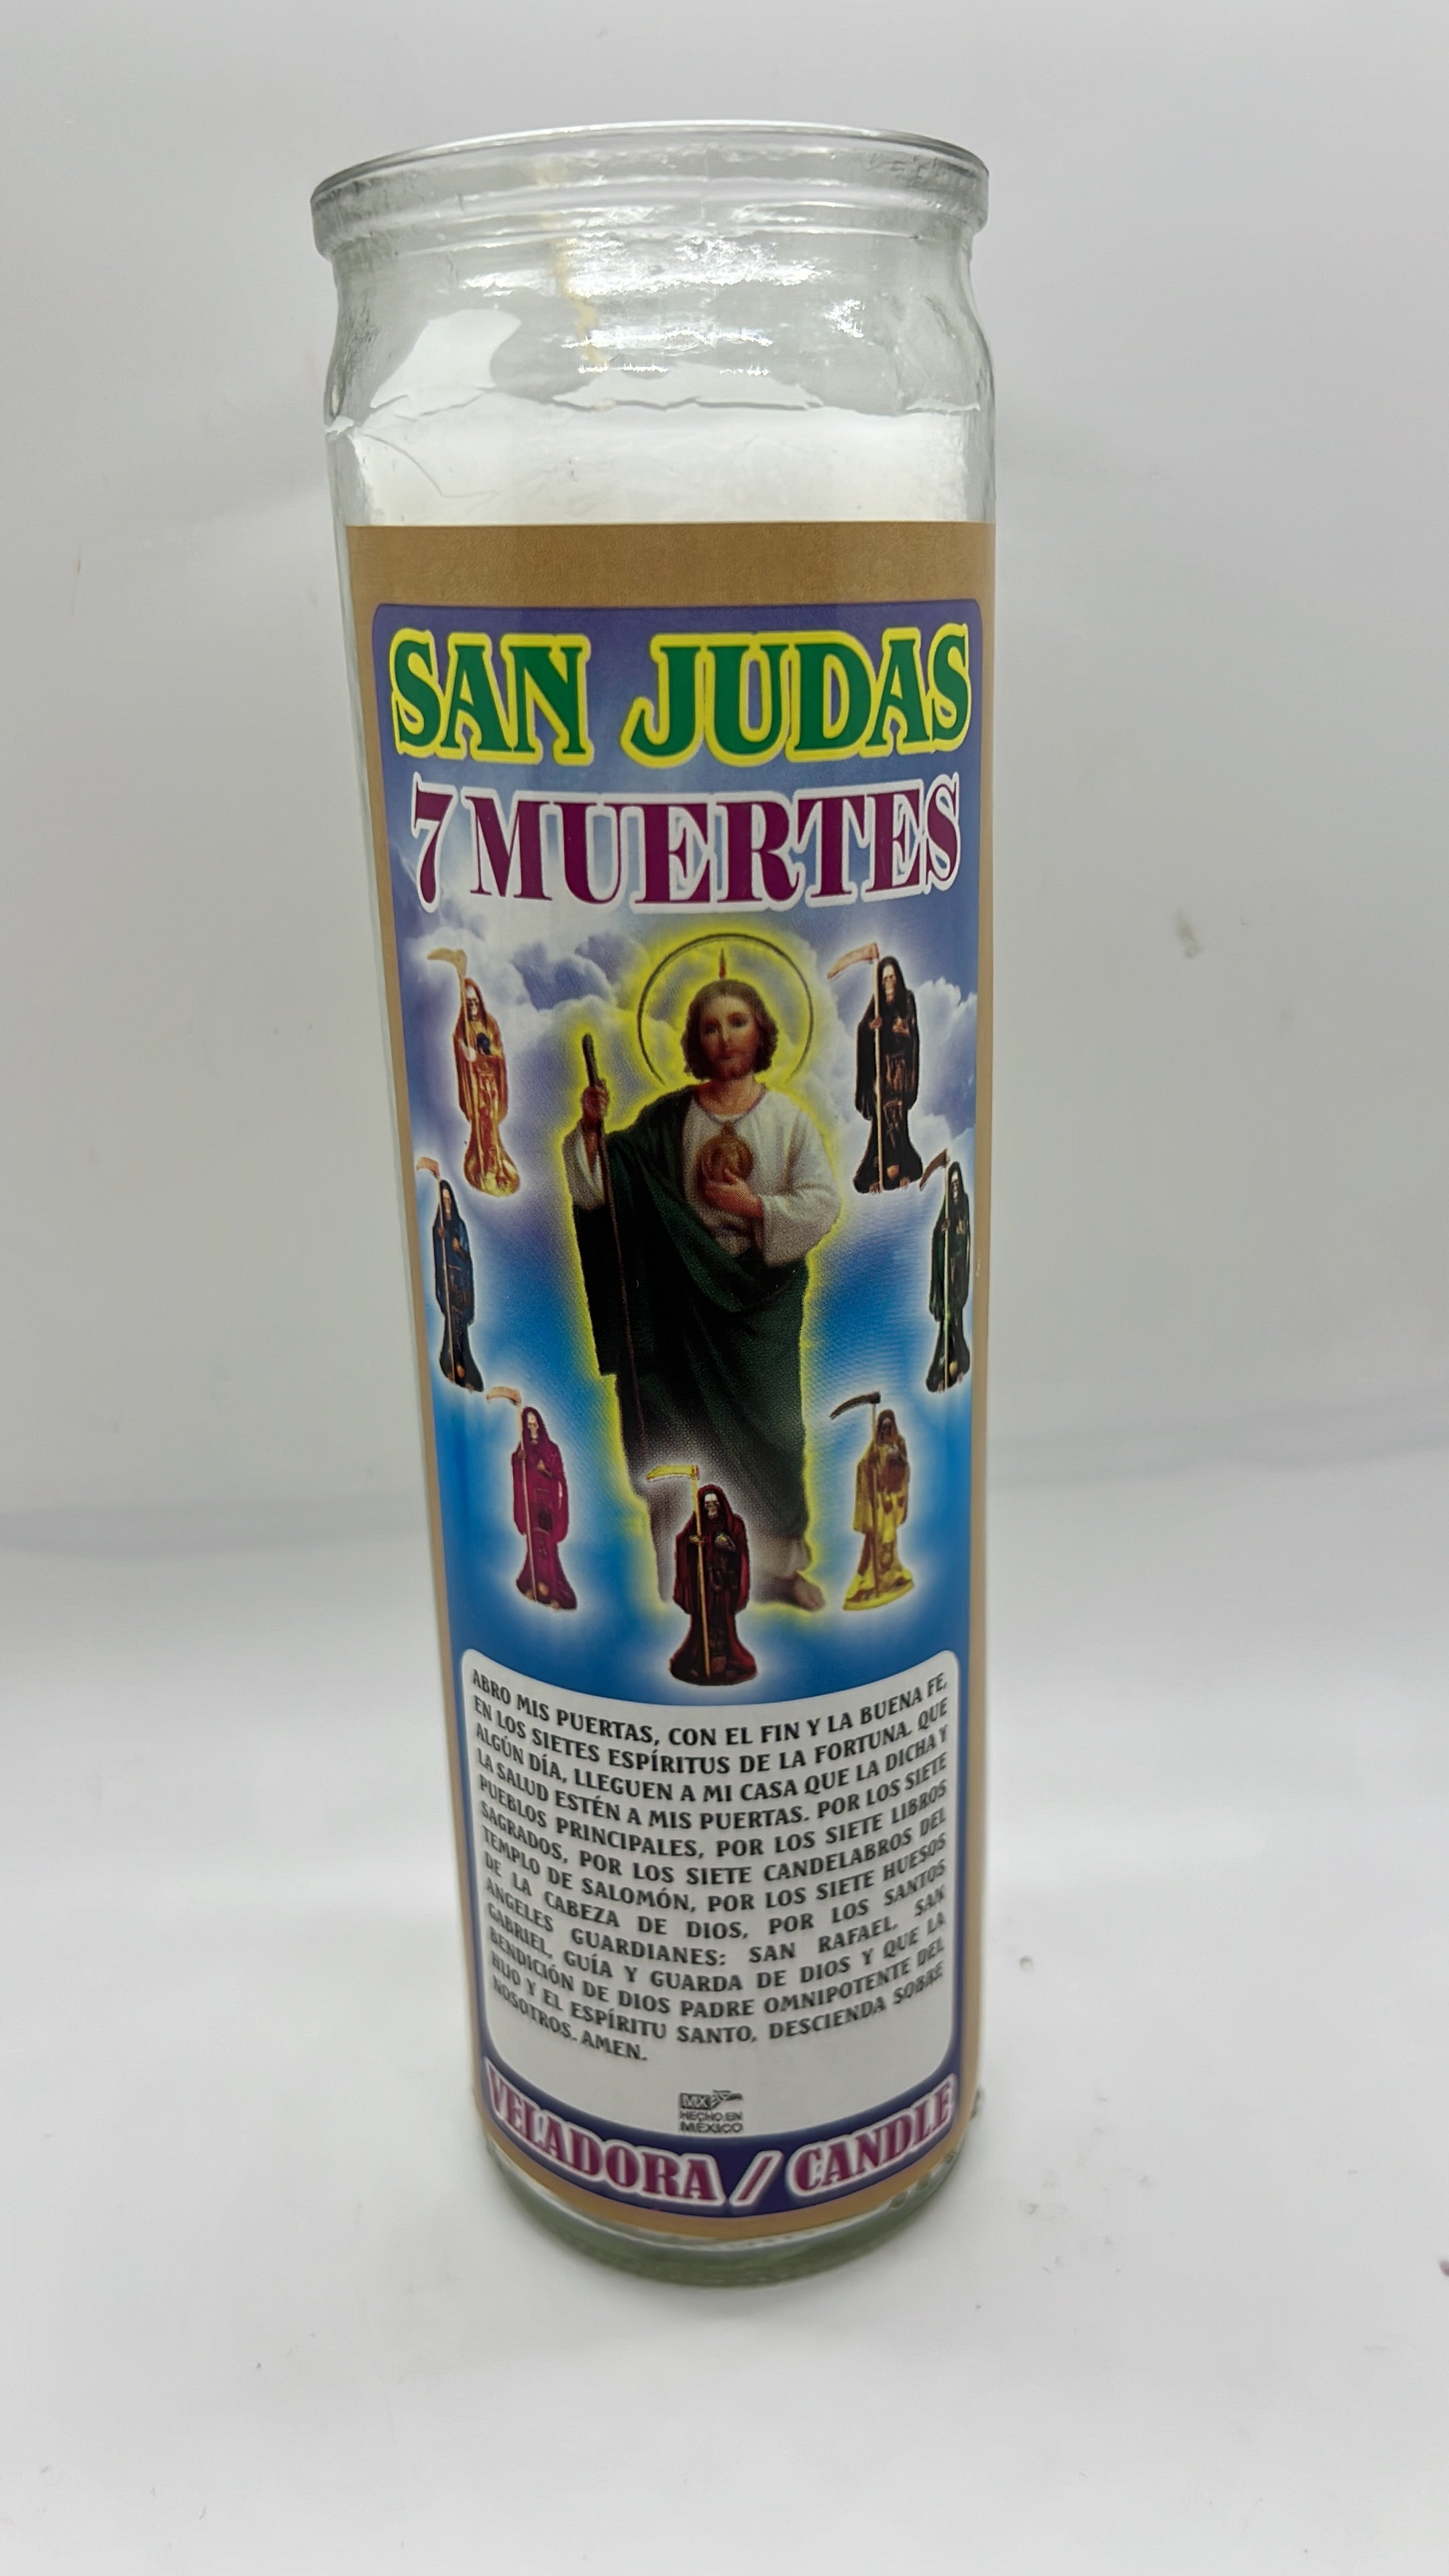 SAN JUDAS
7 MUERTES
ABRO MIS PUERTAS, CON EL FIN Y LA BUENA FE,
EN LOS SIETES ESPÍRITUS DE LA FORTUNA. QUE
ALGÚN DÍA, LLEGUEN A MI CASA QUE LA DICHA Y
LA SALUD ESTÉN A MIS PUERTAS. POR LOS SIETE
PUEBLOS PRINCIPALES, POR LOS SIETE LIBROS
SAGRADOS, POR LOS SIETE CANDELABROS DEL
TEMPLO DE SALOMÓN, POR LOS SIETE HUESOS
DE LA CABEZA DE DIOS, POR LOS SANTOS
ANGELES GUARDIANES: SAN RAFAEL, SAN
GABRIEL, GUÍA Y GUARDA DE DIOS Y QUE LA
BENDICIÓN DE DIOS PADRE OMNIPOTENTE DEL
HIJO Y EL ESPÍRITU SANTO, DESCIENDA SOBRE
NOSOTROS. AMEN.
MX
HECHO EN
MÉXICO
VELADORA / CANDLE